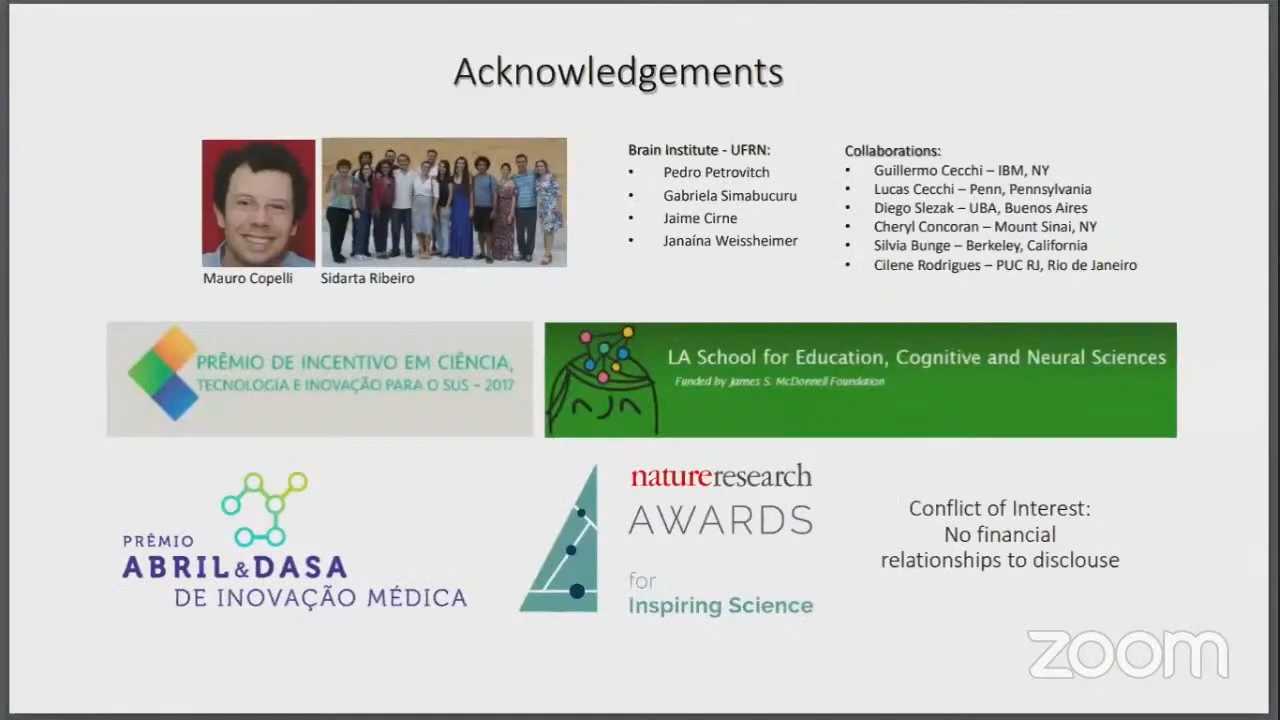 Acknowledgements
Mauro Copelli
Sidarta Ribeiro
Brain Institute - UFRN:
• Pedro Petrovitch
• Gabriela Simabucuru
• Jaime Cirne
• Janaína Weissheimer
Collaborations:
• Guillermo Cecchi – IBM, NY
• Lucas Cecchi – Penn, Pennsylvania
• Diego Slezak – UBA, Buenos Aires
• Cheryl Concoran – Mount Sinai, NY
• Silvia Bunge – Berkeley, California
• Cilene Rodrigues – PUC RJ, Rio de Janeiro
PRÊMIO DE INCENTIVO EM CIÊNCIA,
TECNOLOGIA E INOVAÇÃO PARA O SUS – 2017
LA School for Education, Cognitive and Neural Sciences
Funded by James S. McDonnell Foundation
PRÊMIO
ABRIL & DASA
DE INOVAÇÃO MÉDICA
natureresearch
AWARDS
for
Inspiring Science
Conflict of Interest:
No financial
relationships to disclose
zoom